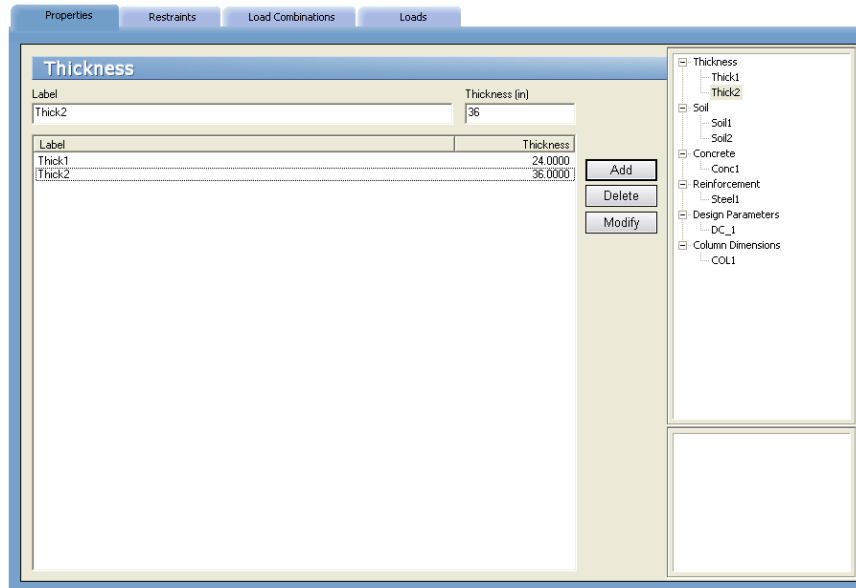 Properties Restraints Load Combinations Loads
Thickness
Label Thickness (in)
Thick2 36
Label Thickness
Thick1 24.0000
Thick2 36.0000
Add
Delete
Modify
Thickness
Thick1
Thick2
Soil
Soil1
Soil2
Concrete
Conc1
Reinforcement
Steel1
Design Parameters
DC_1
Column Dimensions
COL1